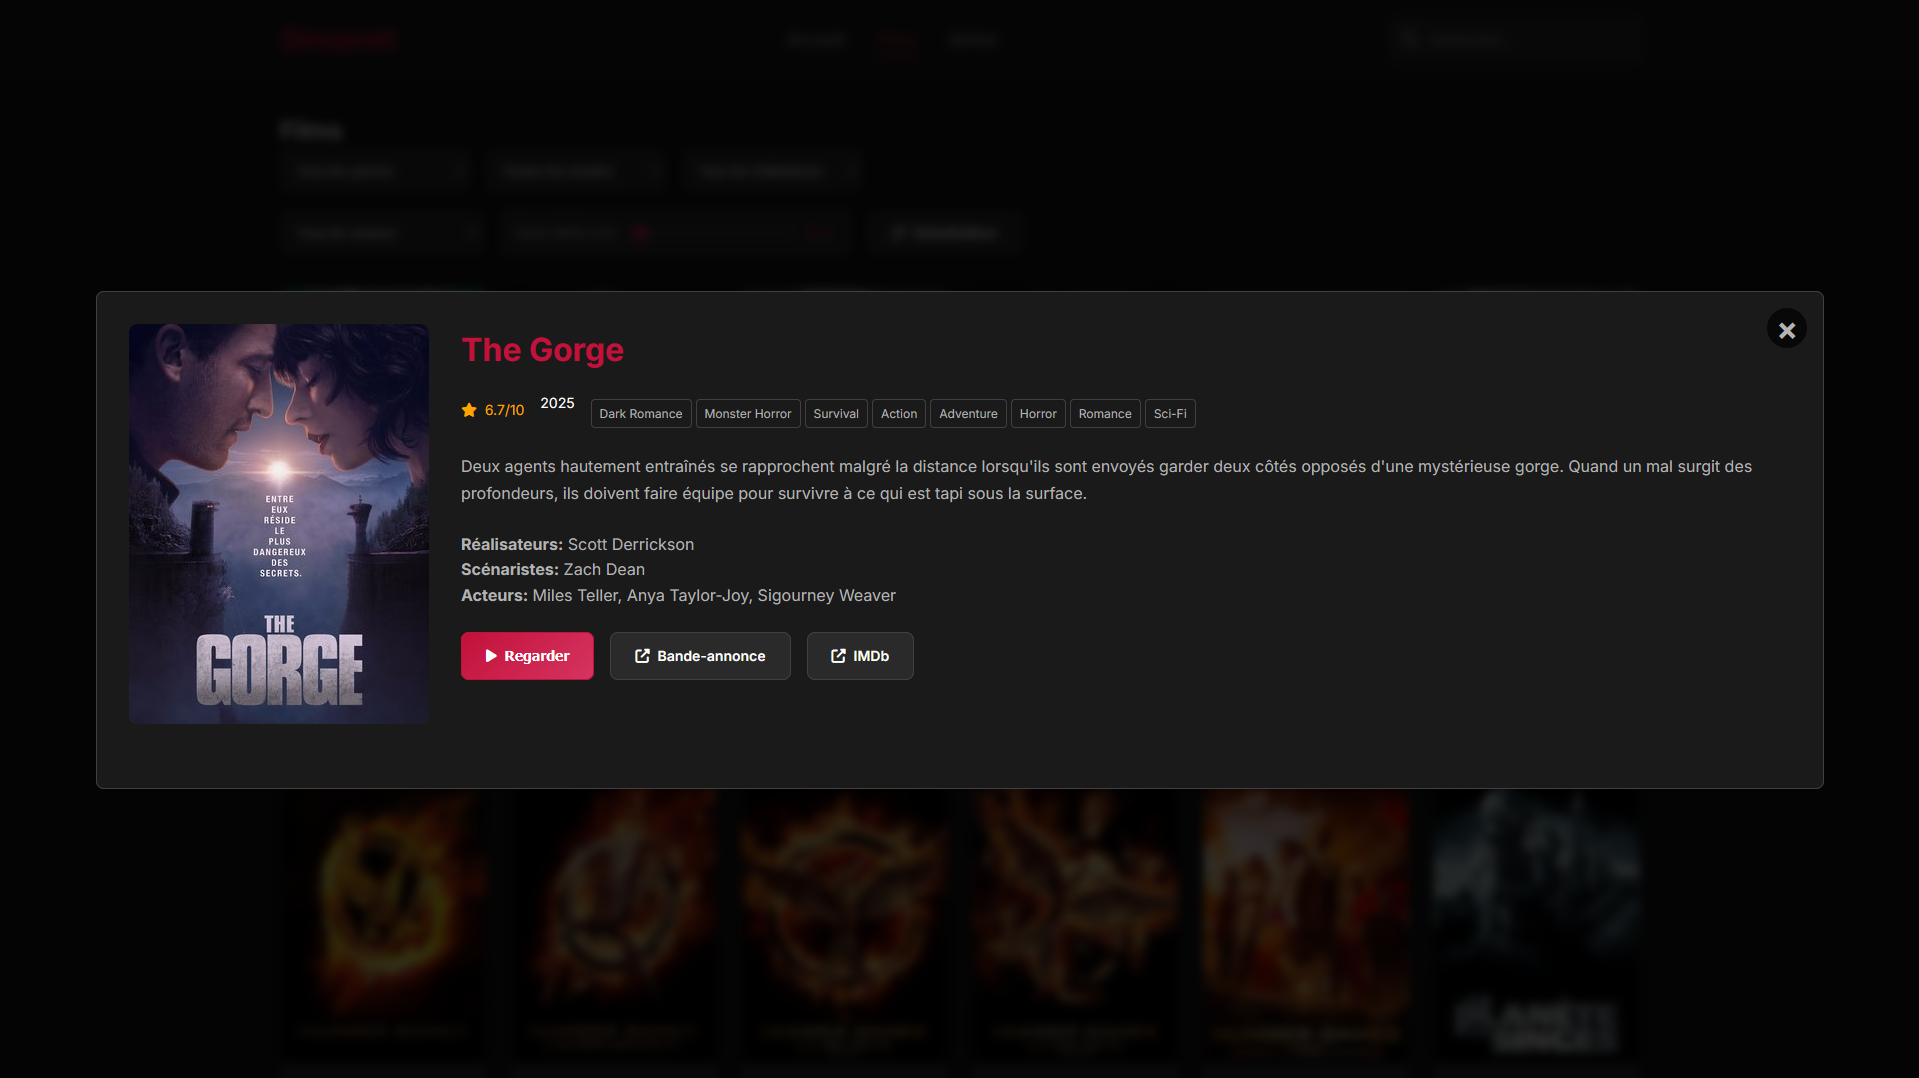 Films
The Gorge
6.7/10
2025
Dark Romance
Monster Horror
Survival
Action
Adventure
Horror
Romance
Sci-Fi
Deux agents hautement entraînés se rapprochent malgré la distance lorsqu'ils sont envoyés garder deux côtés opposés d'une mystérieuse gorge. Quand un mal surgit des
profondeurs, ils doivent faire équipe pour survivre à ce qui est tapi sous la surface.
Réalisateurs: Scott Derrickson
Scénaristes: Zach Dean
Acteurs: Miles Teller, Anya Taylor-Joy, Sigourney Weaver
Regarder
Bande-annonce
IMDb
ENTRE
EUX
RÉSIDE
LE
PLUS
DANGEREUX
DES
SECRETS.
THE
GORGE
PLANÈTE
SINGES